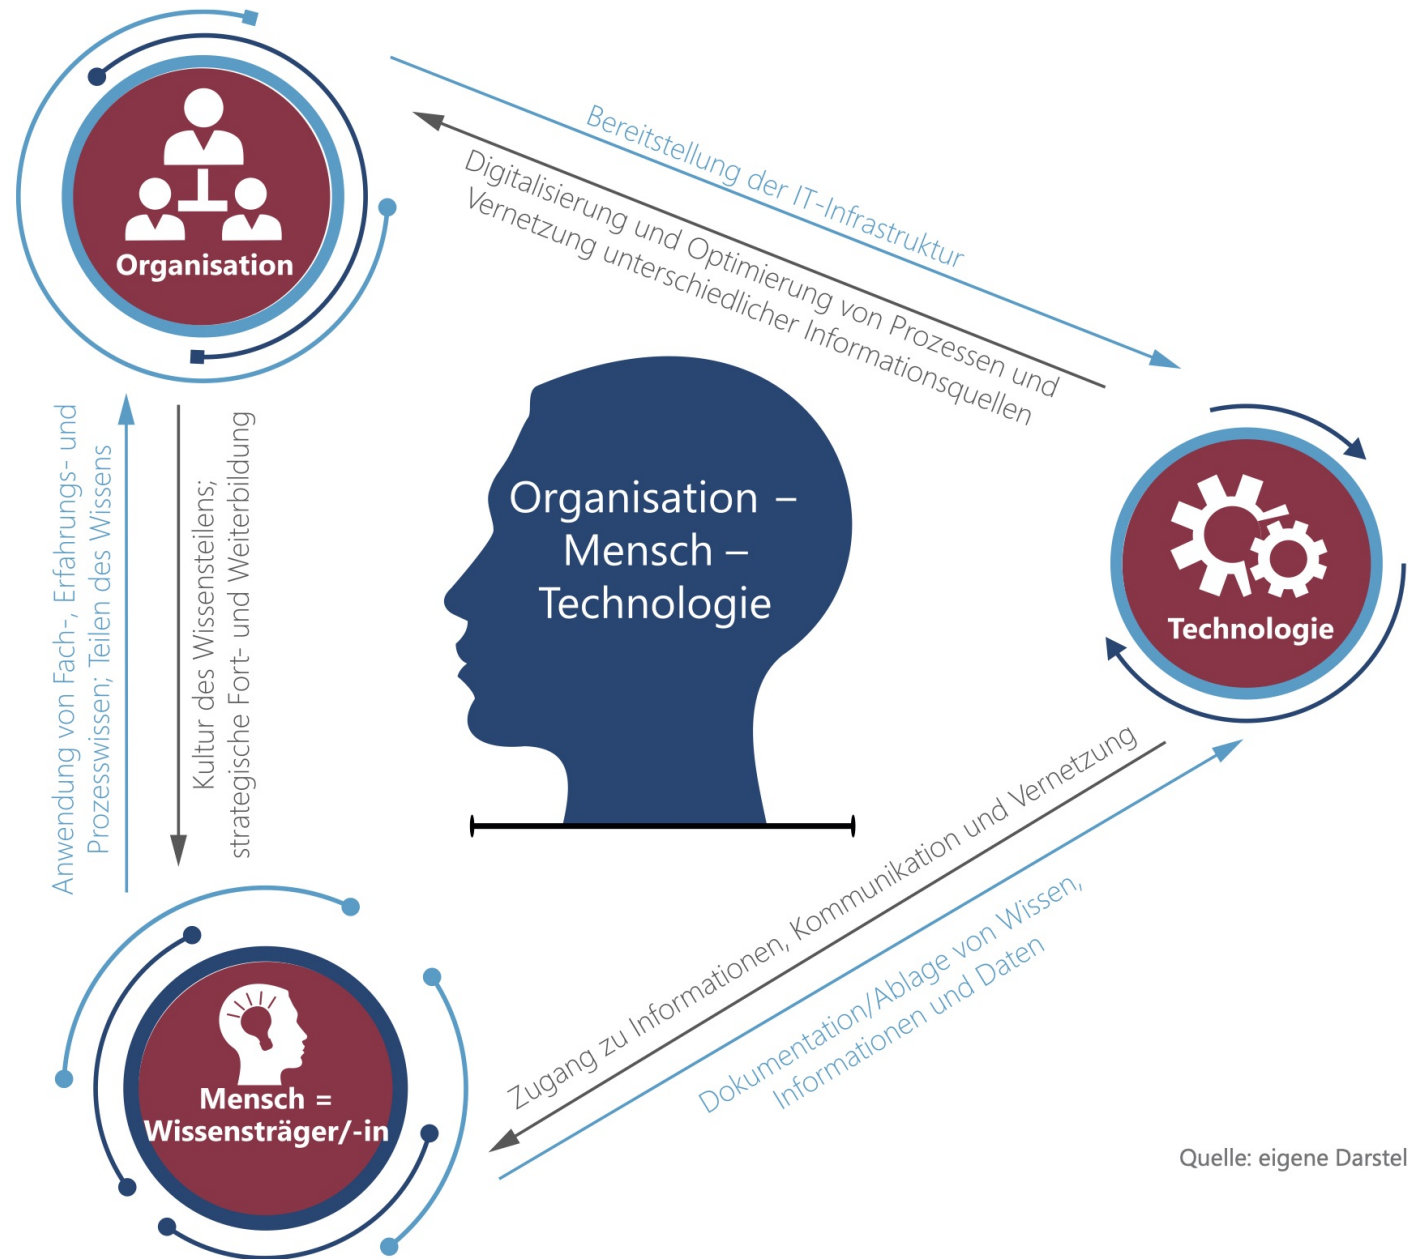 Organisation
Bereitstellung der IT-Infrastruktur
Digitalisierung und Optimierung von Prozessen und
Vernetzung unterschiedlicher Informationsquellen
Organisation –
Mensch –
Technologie
Technologie
Anwendung von Fach-, Erfahrungs- und
Prozesswissen; Teilen des Wissens
Kultur des Wissensteilens;
strategische Fort- und Weiterbildung
Zugang zu Informationen, Kommunikation und Vernetzung
Dokumentation/Ablage von Wissen,
Informationen und Daten
Mensch =
Wissensträger/-in
Quelle: eigene Darstel